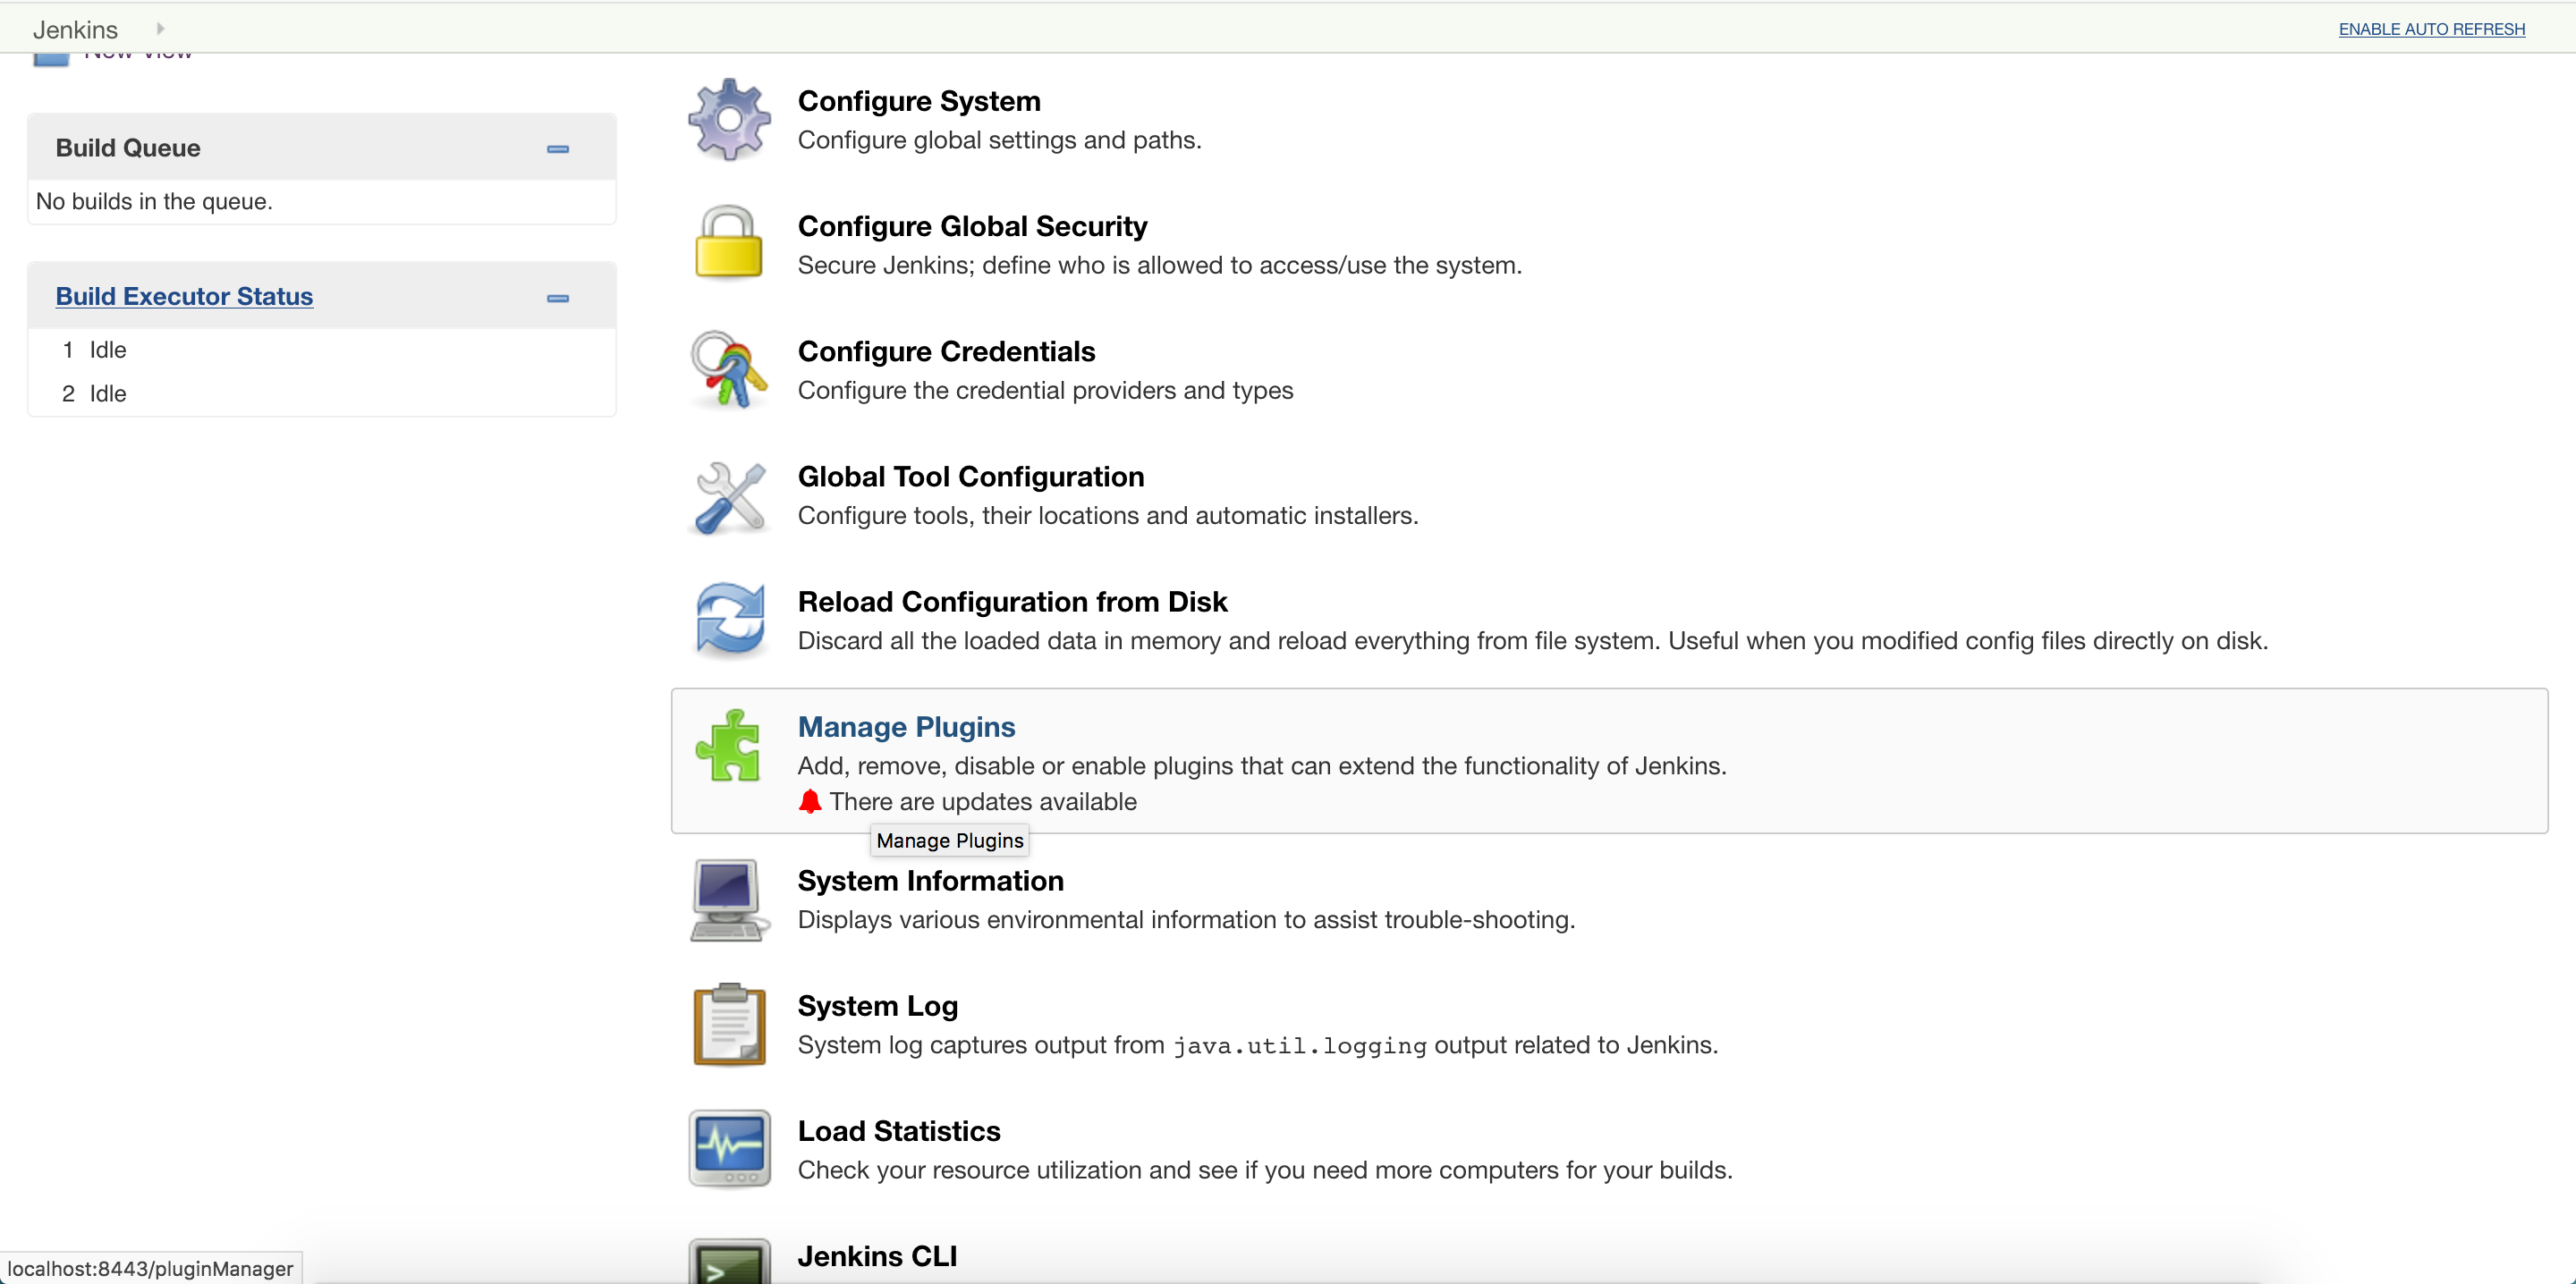 Jenkins
ENABLE AUTO REFRESH
New View
Build Queue
No builds in the queue.
Build Executor Status
1 Idle
2 Idle
Configure System
Configure global settings and paths.
Configure Global Security
Secure Jenkins; define who is allowed to access/use the system.
Configure Credentials
Configure the credential providers and types
Global Tool Configuration
Configure tools, their locations and automatic installers.
Reload Configuration from Disk
Discard all the loaded data in memory and reload everything from file system. Useful when you modified config files directly on disk.
Manage Plugins
Add, remove, disable or enable plugins that can extend the functionality of Jenkins.
There are updates available
Manage Plugins
System Information
Displays various environmental information to assist trouble-shooting.
System Log
System log captures output from java.util.logging output related to Jenkins.
Load Statistics
Check your resource utilization and see if you need more computers for your builds.
Jenkins CLI
localhost:8443/pluginManager